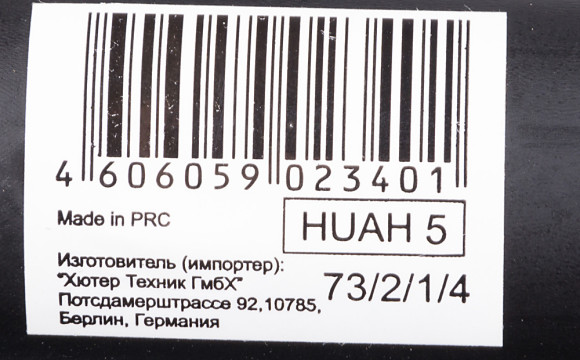 4 606059 023401
Made in PRC
HUAH 5
Изготовитель (импортер):
"Хютер Техник ГмбХ"
Потсдамерштрассе 92,10785,
Берлин, Германия
73/2/1/4